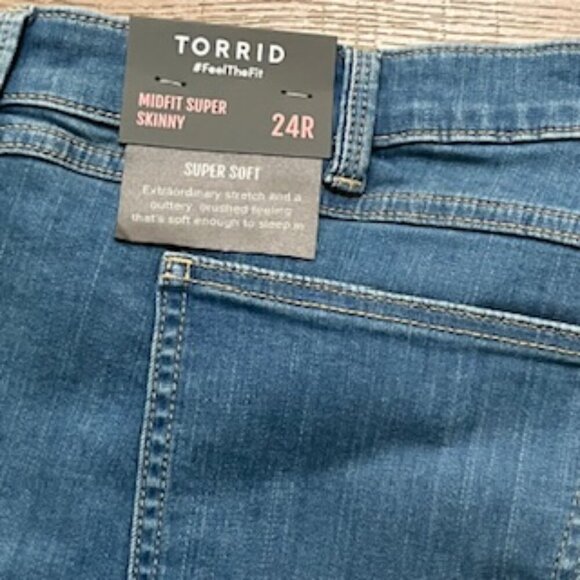 TORRID
#FeelTheFit
MIDFIT SUPER
SKINNY
24R
SUPER SOFT
Extraordinary stretch and a
buttery, brushed feeling
that's soft enough to sleep in